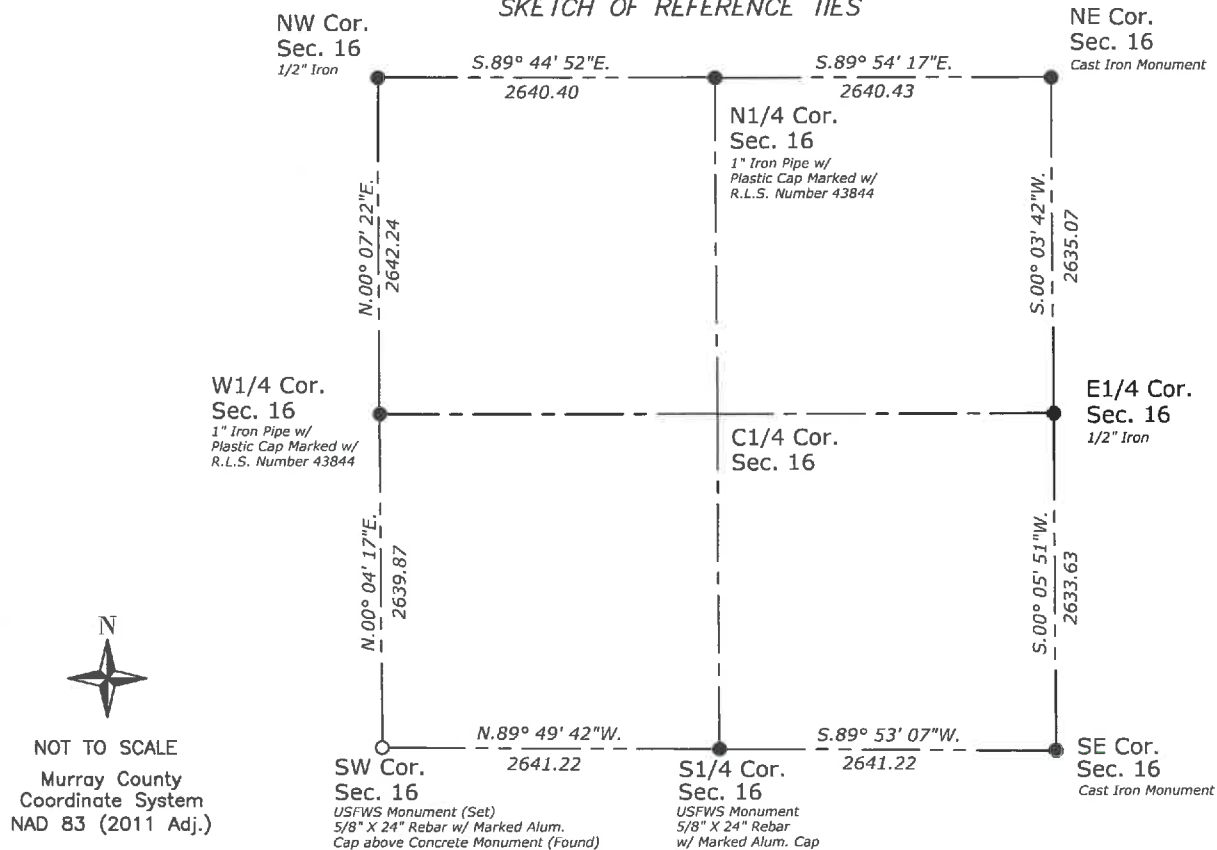 SKETCH OF REFERENCE TIES
NW Cor.
Sec. 16
1/2" Iron
S.89° 44' 52"E.
2640.40
S.89° 54' 17"E.
2640.43
NE Cor.
Sec. 16
Cast Iron Monument
N1/4 Cor.
Sec. 16
1" Iron Pipe w/
Plastic Cap Marked w/
R.L.S. Number 43844
N.00° 07' 22"E.
2642.24
S.00° 03' 42"W.
2635.07
W1/4 Cor.
Sec. 16
1" Iron Pipe w/
Plastic Cap Marked w/
R.L.S. Number 43844
C1/4 Cor.
Sec. 16
E1/4 Cor.
Sec. 16
1/2" Iron
N.00° 04' 17"E.
2639.87
S.00° 05' 51"W.
2633.63
N
NOT TO SCALE
Murray County
Coordinate System
NAD 83 (2011 Adj.)
N.89° 49' 42"W.
2641.22
S.89° 53' 07"W.
2641.22
SW Cor.
Sec. 16
USFWS Monument (Set)
5/8" X 24" Rebar w/ Marked Alum.
Cap above Concrete Monument (Found)
S1/4 Cor.
Sec. 16
USFWS Monument
5/8" X 24" Rebar
w/ Marked Alum. Cap
SE Cor.
Sec. 16
Cast Iron Monument